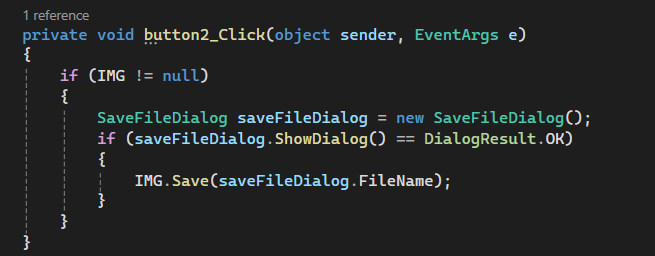 1 reference
private void button2_Click(object sender, EventArgs e)
{
    if (IMG != null)
    {
        SaveFileDialog saveFileDialog = new SaveFileDialog();
        if (saveFileDialog.ShowDialog() == DialogResult.OK)
        {
            IMG.Save(saveFileDialog.FileName);
        }
    }
}